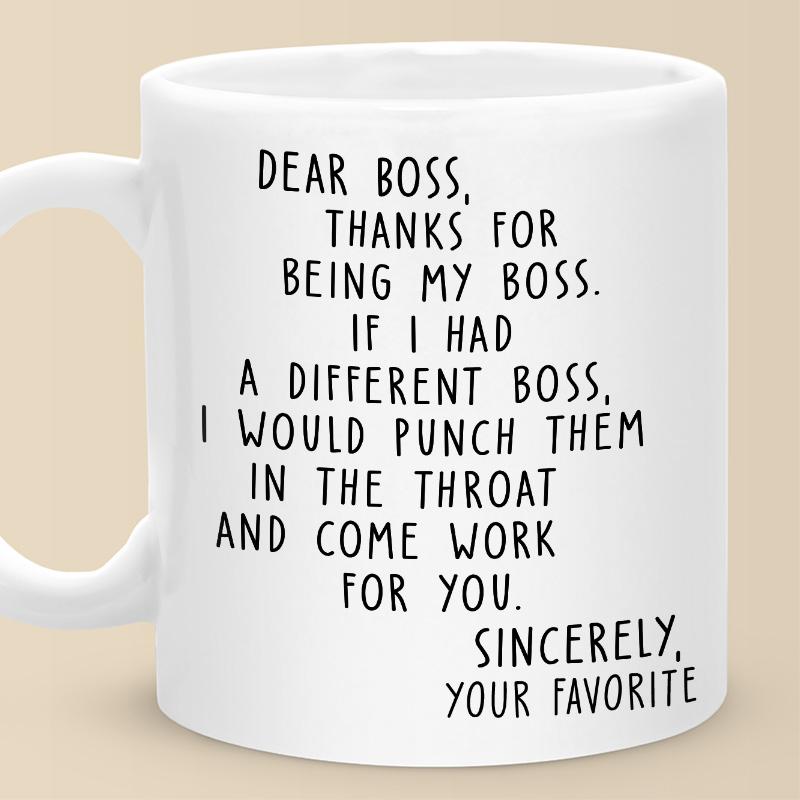 DEAR BOSS,
THANKS FOR
BEING MY BOSS.
IF I HAD
A DIFFERENT BOSS,
I WOULD PUNCH THEM
IN THE THROAT
AND COME WORK
FOR YOU.
SINCERELY,
YOUR FAVORITE